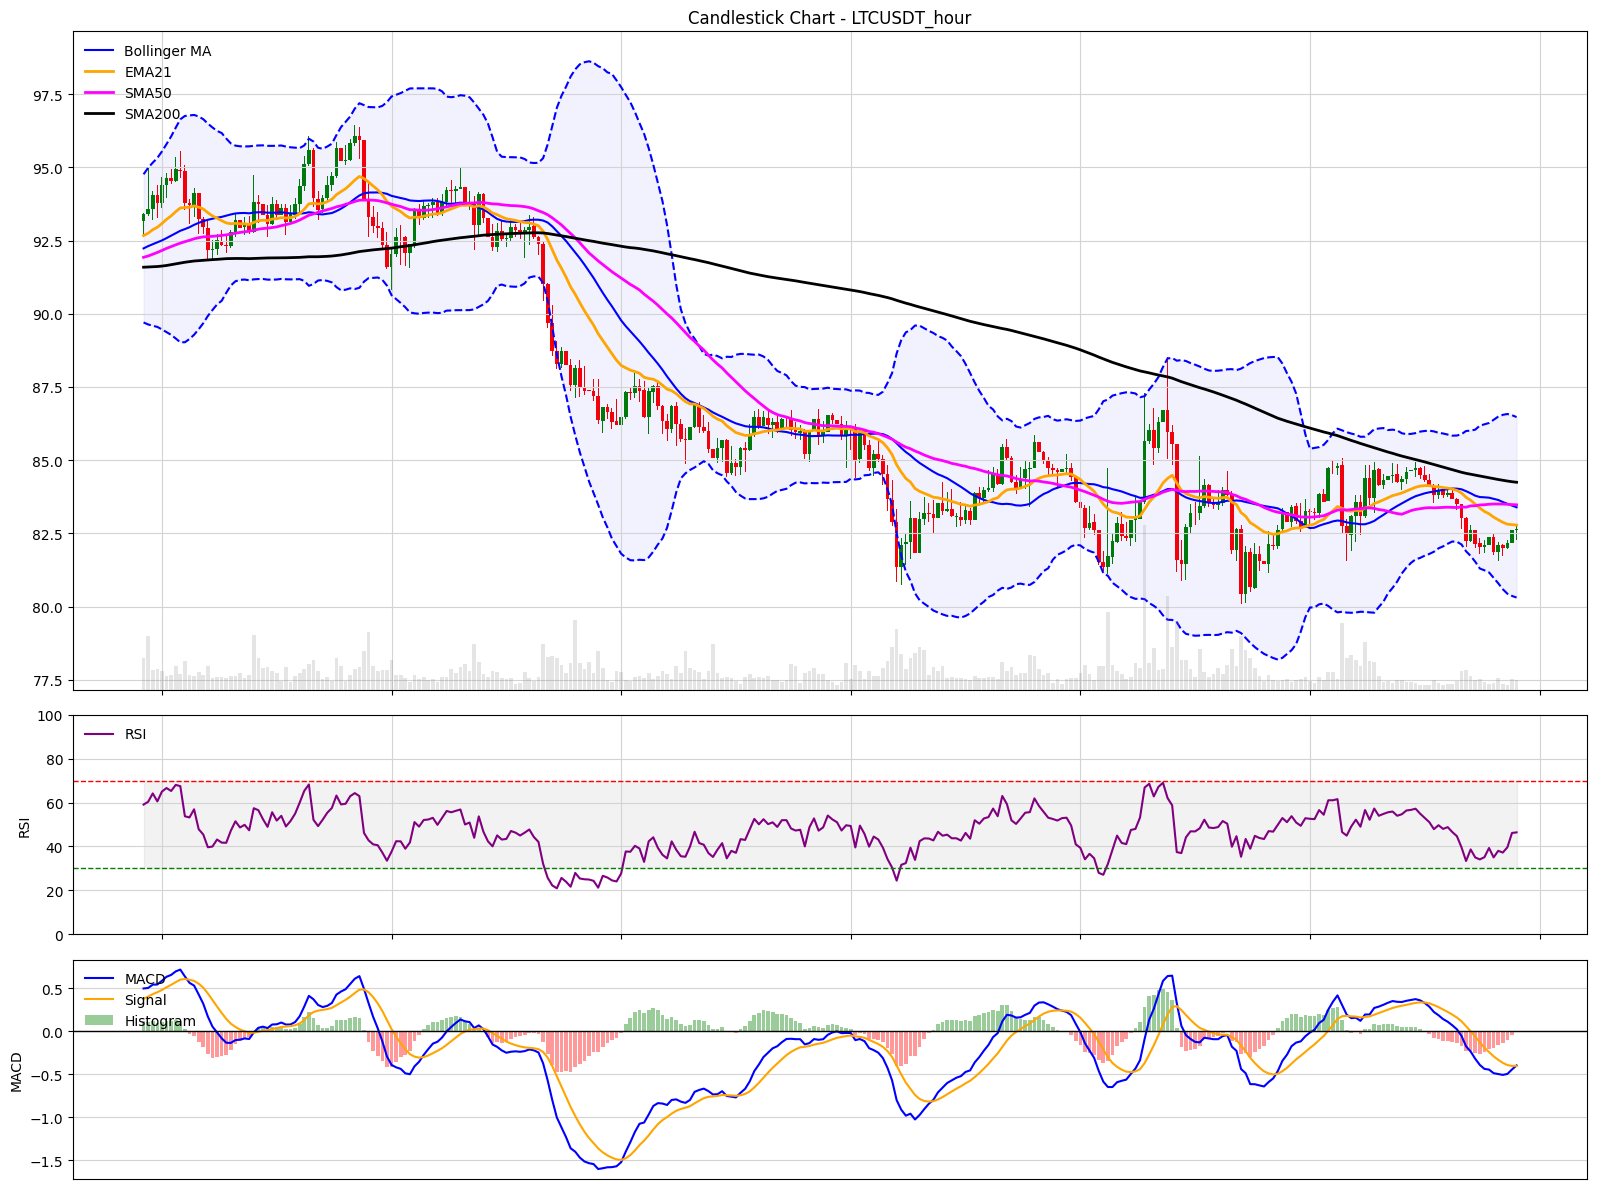 Candlestick Chart - LTCUSDT_hour
Bollinger MA
EMA21
SMA50
SMA200
97.5
95.0
92.5
90.0
87.5
85.0
82.5
80.0
77.5
RSI
100
80
60
40
20
0
RSI
MACD
Signal
Histogram
0.5
0.0
−0.5
−1.0
−1.5
MACD